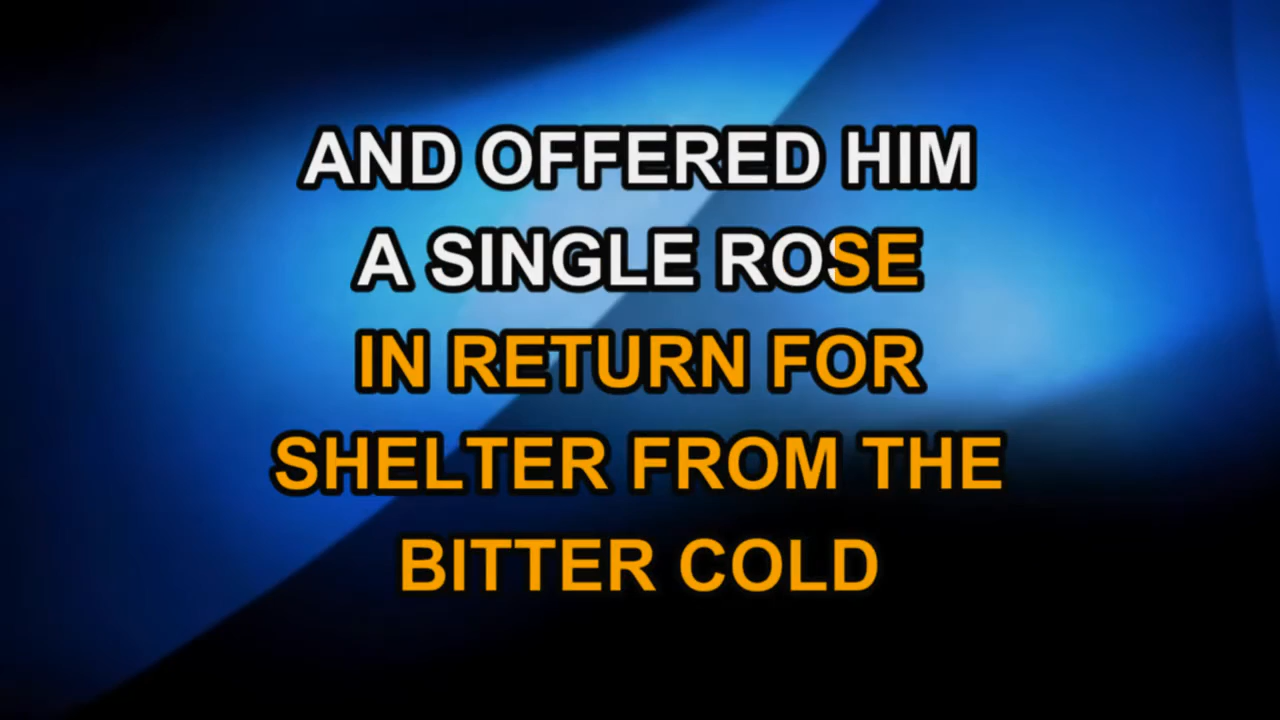 AND OFFERED HIM
A SINGLE ROSE
IN RETURN FOR
SHELTER FROM THE
BITTER COLD